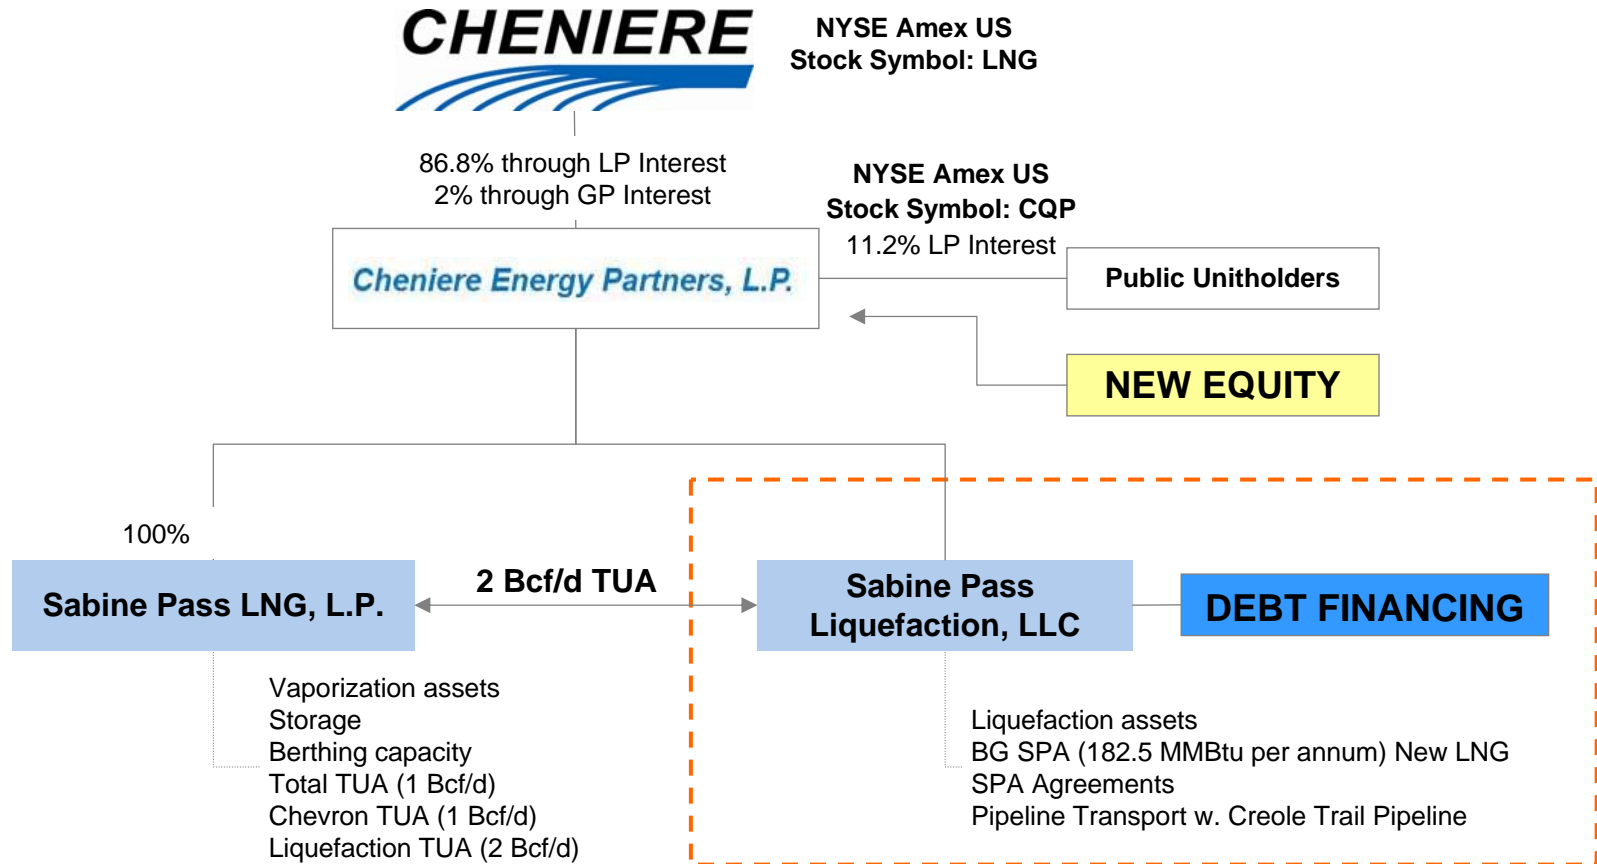 CHENIERE
NYSE Amex US
Stock Symbol: LNG
86.8% through LP Interest
2% through GP Interest
NYSE Amex US
Stock Symbol: CQP
11.2% LP Interest
Cheniere Energy Partners, L.P.
Public Unitholders
NEW EQUITY
100%
Sabine Pass LNG, L.P.
2 Bcf/d TUA
Sabine Pass
Liquefaction, LLC
DEBT FINANCING
Vaporization assets
Storage
Berthing capacity
Total TUA (1 Bcf/d)
Chevron TUA (1 Bcf/d)
Liquefaction TUA (2 Bcf/d)
Liquefaction assets
BG SPA (182.5 MMBtu per annum) New LNG
SPA Agreements
Pipeline Transport w. Creole Trail Pipeline